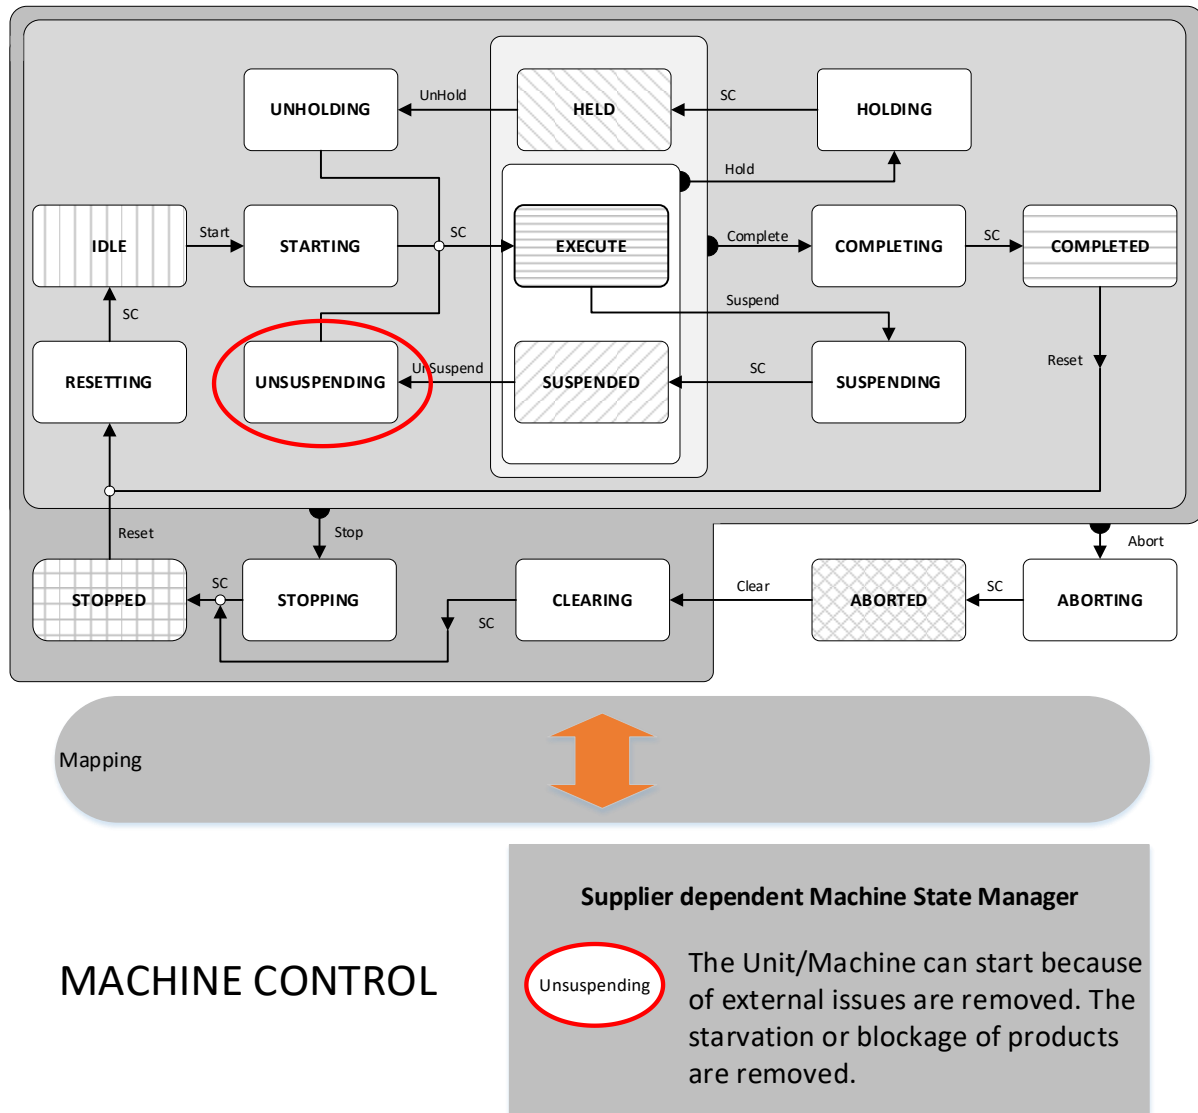 UnHold
SC
UNHOLDING
HELD
HOLDING
Hold
IDLE
Start
STARTING
SC
EXECUTE
Complete
COMPLETING
SC
COMPLETED
SC
Suspend
RESETTING
UNSUSPENDING
UnSuspend
SUSPENDED
SC
SUSPENDING
Reset
Reset
Stop
Abort
STOPPED
SC
STOPPING
CLEARING
SC
Clear
ABORTED
SC
ABORTING
Mapping
MACHINE CONTROL
Supplier dependent Machine State Manager
Unsuspending
The Unit/Machine can start because
of external issues are removed. The
starvation or blockage of products
are removed.